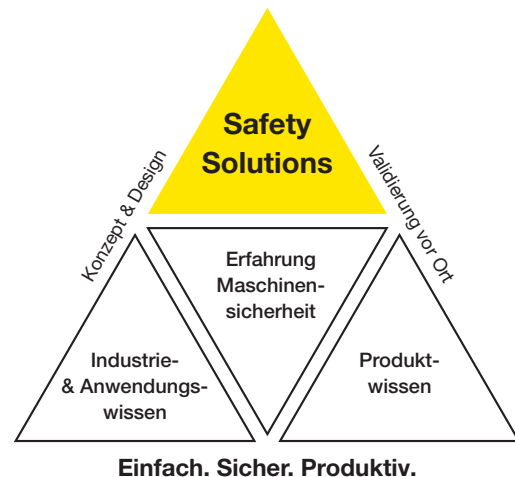 Safety
Solutions
Konzept & Design
Validierung vor Ort
Erfahrung
Maschinen-
sicherheit
Industrie-
& Anwendungs-
wissen
Produkt-
wissen
Einfach. Sicher. Produktiv.